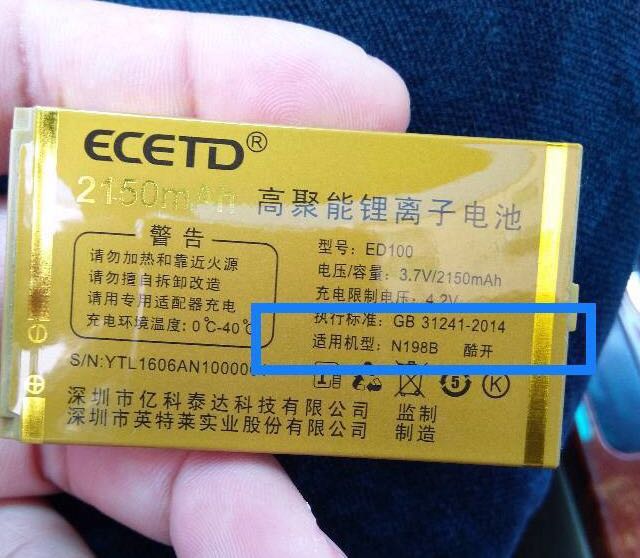 ECETD®
2150mAh 高聚能锂离子电池
警告
请勿加热和靠近火源
请勿擅自拆卸改造
请用专用适配器充电
充电环境温度：0℃-40℃
型号：ED100
电压/容量：3.7V/2150mAh
充电限制电压：4.2V
执行标准：GB 31241-2014
适用机型：N198B 酷开
S/N:YTL1606AN10000
5 K
深圳市亿科泰达科技有限公司 监制
深圳市英特莱实业股份有限公司 制造